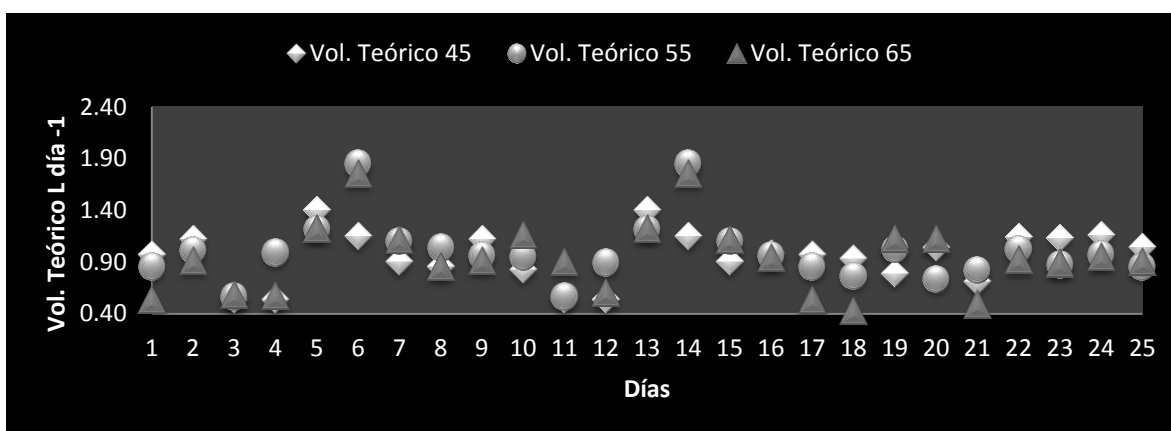 Vol. Teórico 45 Vol. Teórico 55 Vol. Teórico 65
Vol. Teórico L día -1
2.40
1.90
1.40
0.90
0.40
1 2 3 4 5 6 7 8 9 10 11 12 13 14 15 16 17 18 19 20 21 22 23 24 25
Días